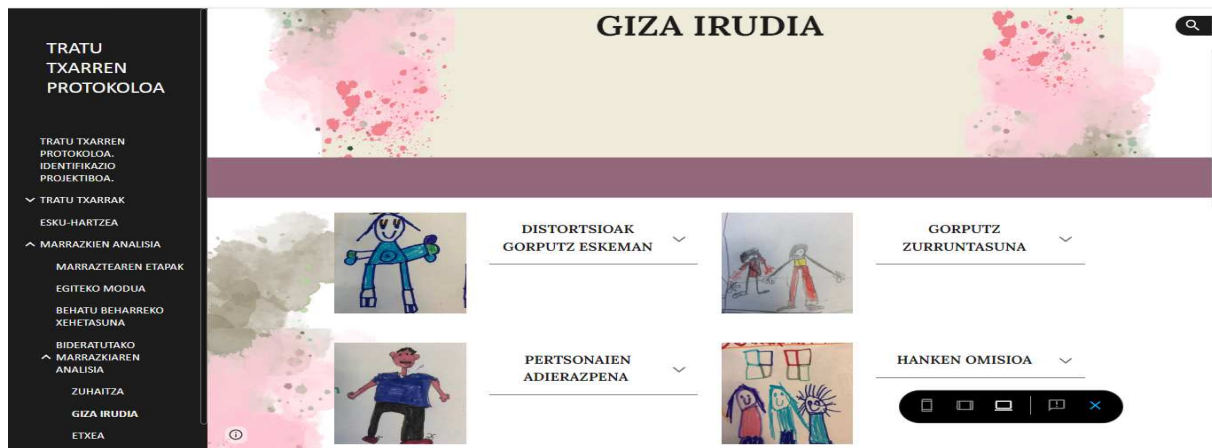 TRATU
TXARREN
PROTOKOLOA
TRATU TXARREN
PROTOKOLOA.
IDENTIFIKAZIO
PROJEKTIBOA.
TRATU TXARRAK
ESKU-HARTZEA
MARRAZKIEN ANALISIA
MARRAZTEAREN ETAPAK
EGITEKO MODUA
BEHATU BEHARREKO
XEHETASUNA
BIDERATUTAKO
MARRAZKIAREN
ANALISIA
ZUHAITZA
GIZA IRUDIA
ETXEA
GIZA IRUDIA
DISTORTSIOAK
GORPUTZ ESKEMAN
GORPUTZ
ZURRUNTASUNA
PERTSONAIEN
ADIERAZPENA
HANKEN OMISIOA